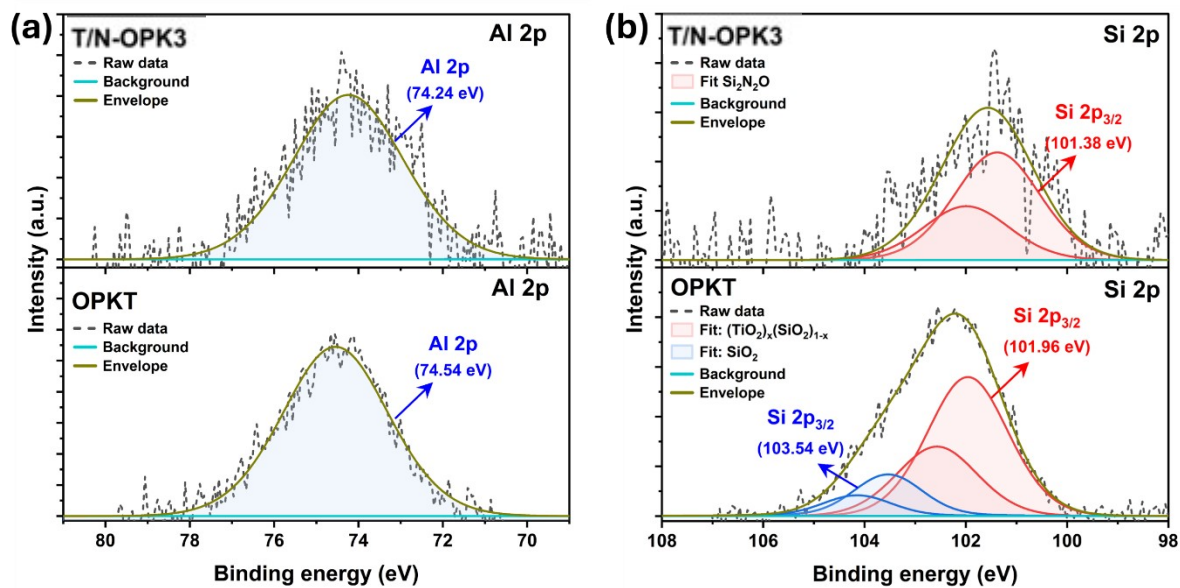 (a)
T/N-OPK3
Al 2p
Raw data
Background
Envelope
Al 2p
(74.24 eV)
OPKT
Al 2p
Raw data
Background
Envelope
Al 2p
(74.54 eV)
Intensity (a.u.)
80 78 76 74 72 70
Binding energy (eV)
(b)
T/N-OPK3
Si 2p
Raw data
Fit Si₂N₂O
Background
Envelope
Si 2p₃/₂
(101.38 eV)
OPKT
Si 2p
Raw data
Fit: (TiO₂)ₓ(SiO₂)₁₋ₓ
Fit: SiO₂
Background
Envelope
Si 2p₃/₂
(101.96 eV)
Si 2p₃/₂
(103.54 eV)
Intensity (a.u.)
108 106 104 102 100 98
Binding energy (eV)